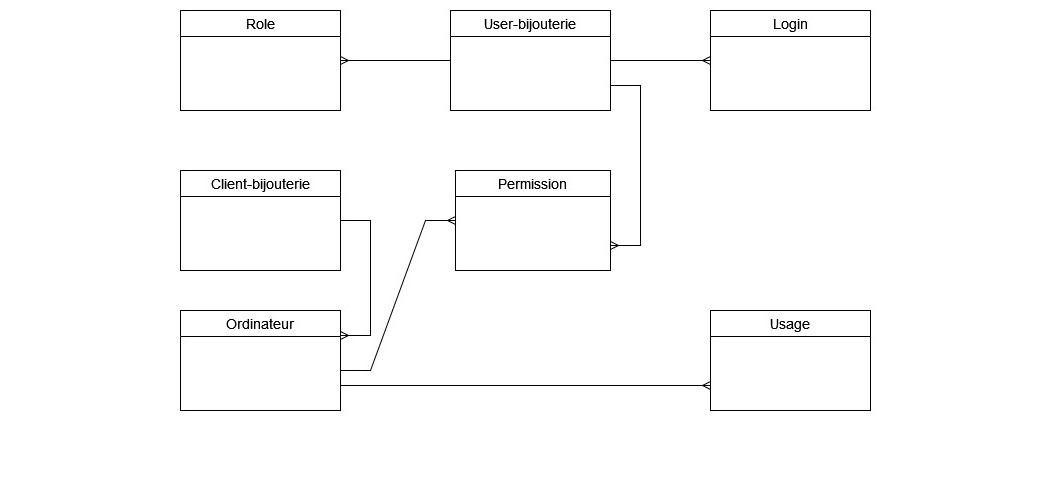 Role
User-bijouterie
Login
Client-bijouterie
Permission
Ordinateur
Usage